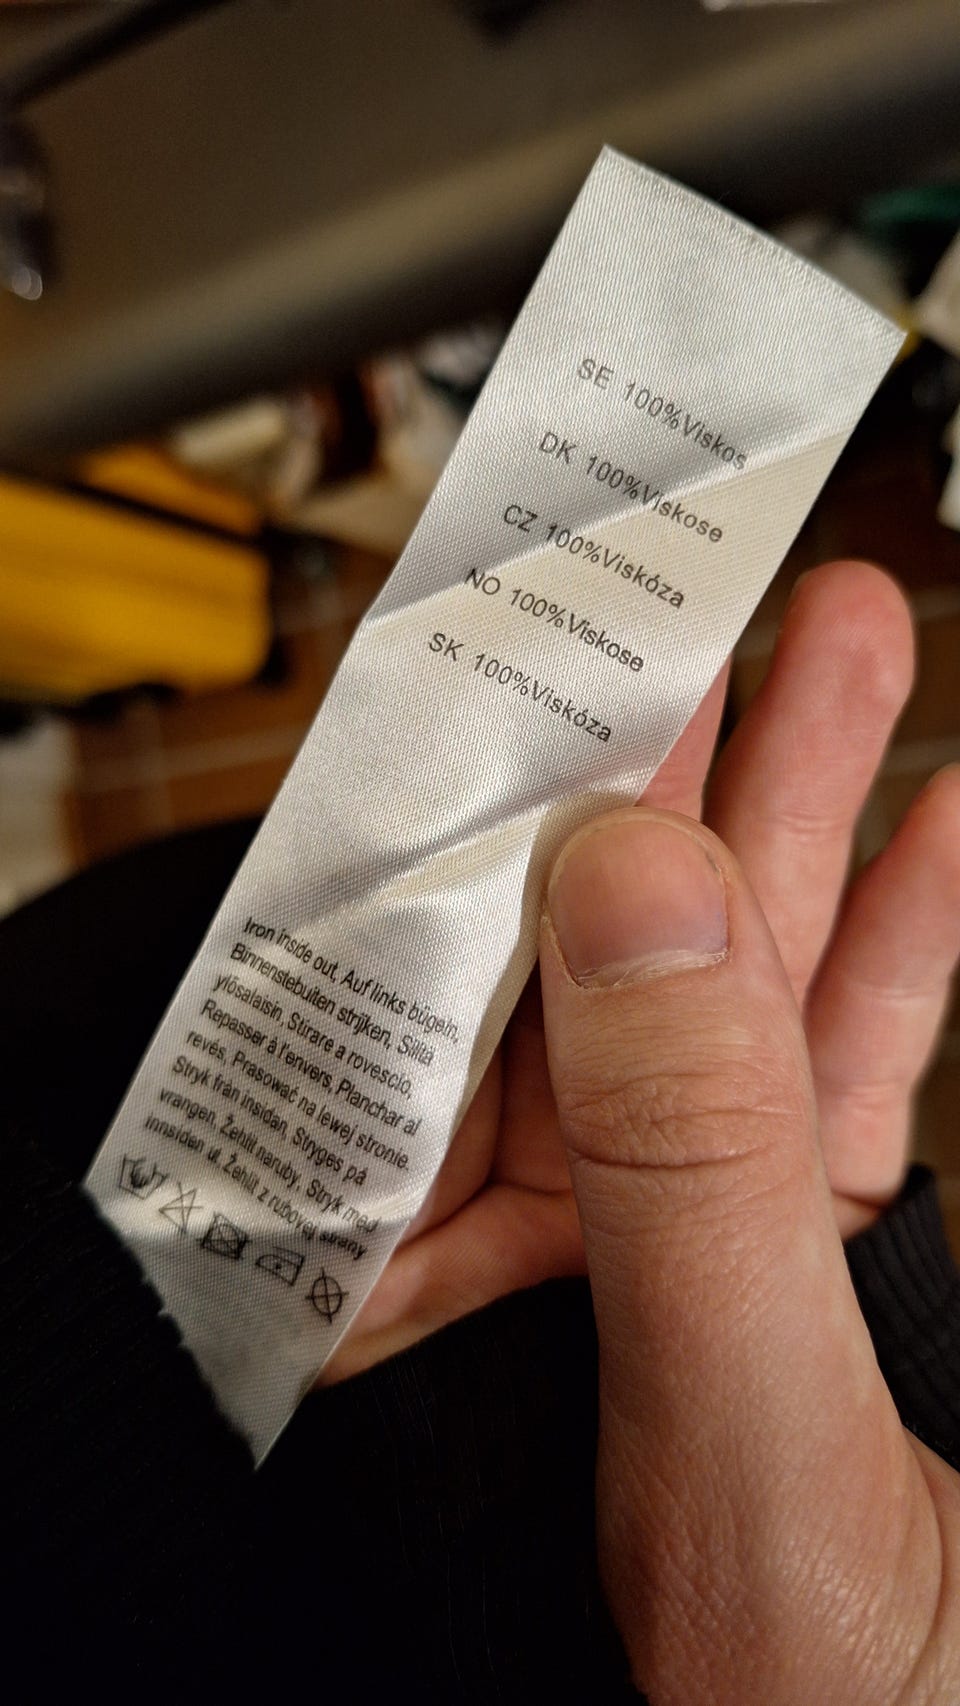 SE 100%Viskos
DK 100%Viskose
CZ 100%Viskóza
NO 100%Viskose
SK 100%Viskóza
Iron inside out, Auf links bügeln,
Binnenstebuiten strijken, Silitä
ylösalaisin, Stirare a rovescio,
Repasser à l'envers, Planchar al
revés, Prasować na lewej stronie.
Stryk från insidan, Stryges på
vrangen, Žehlit naruby, Stryk med
innsiden ut, Žehliť z rubovej strany